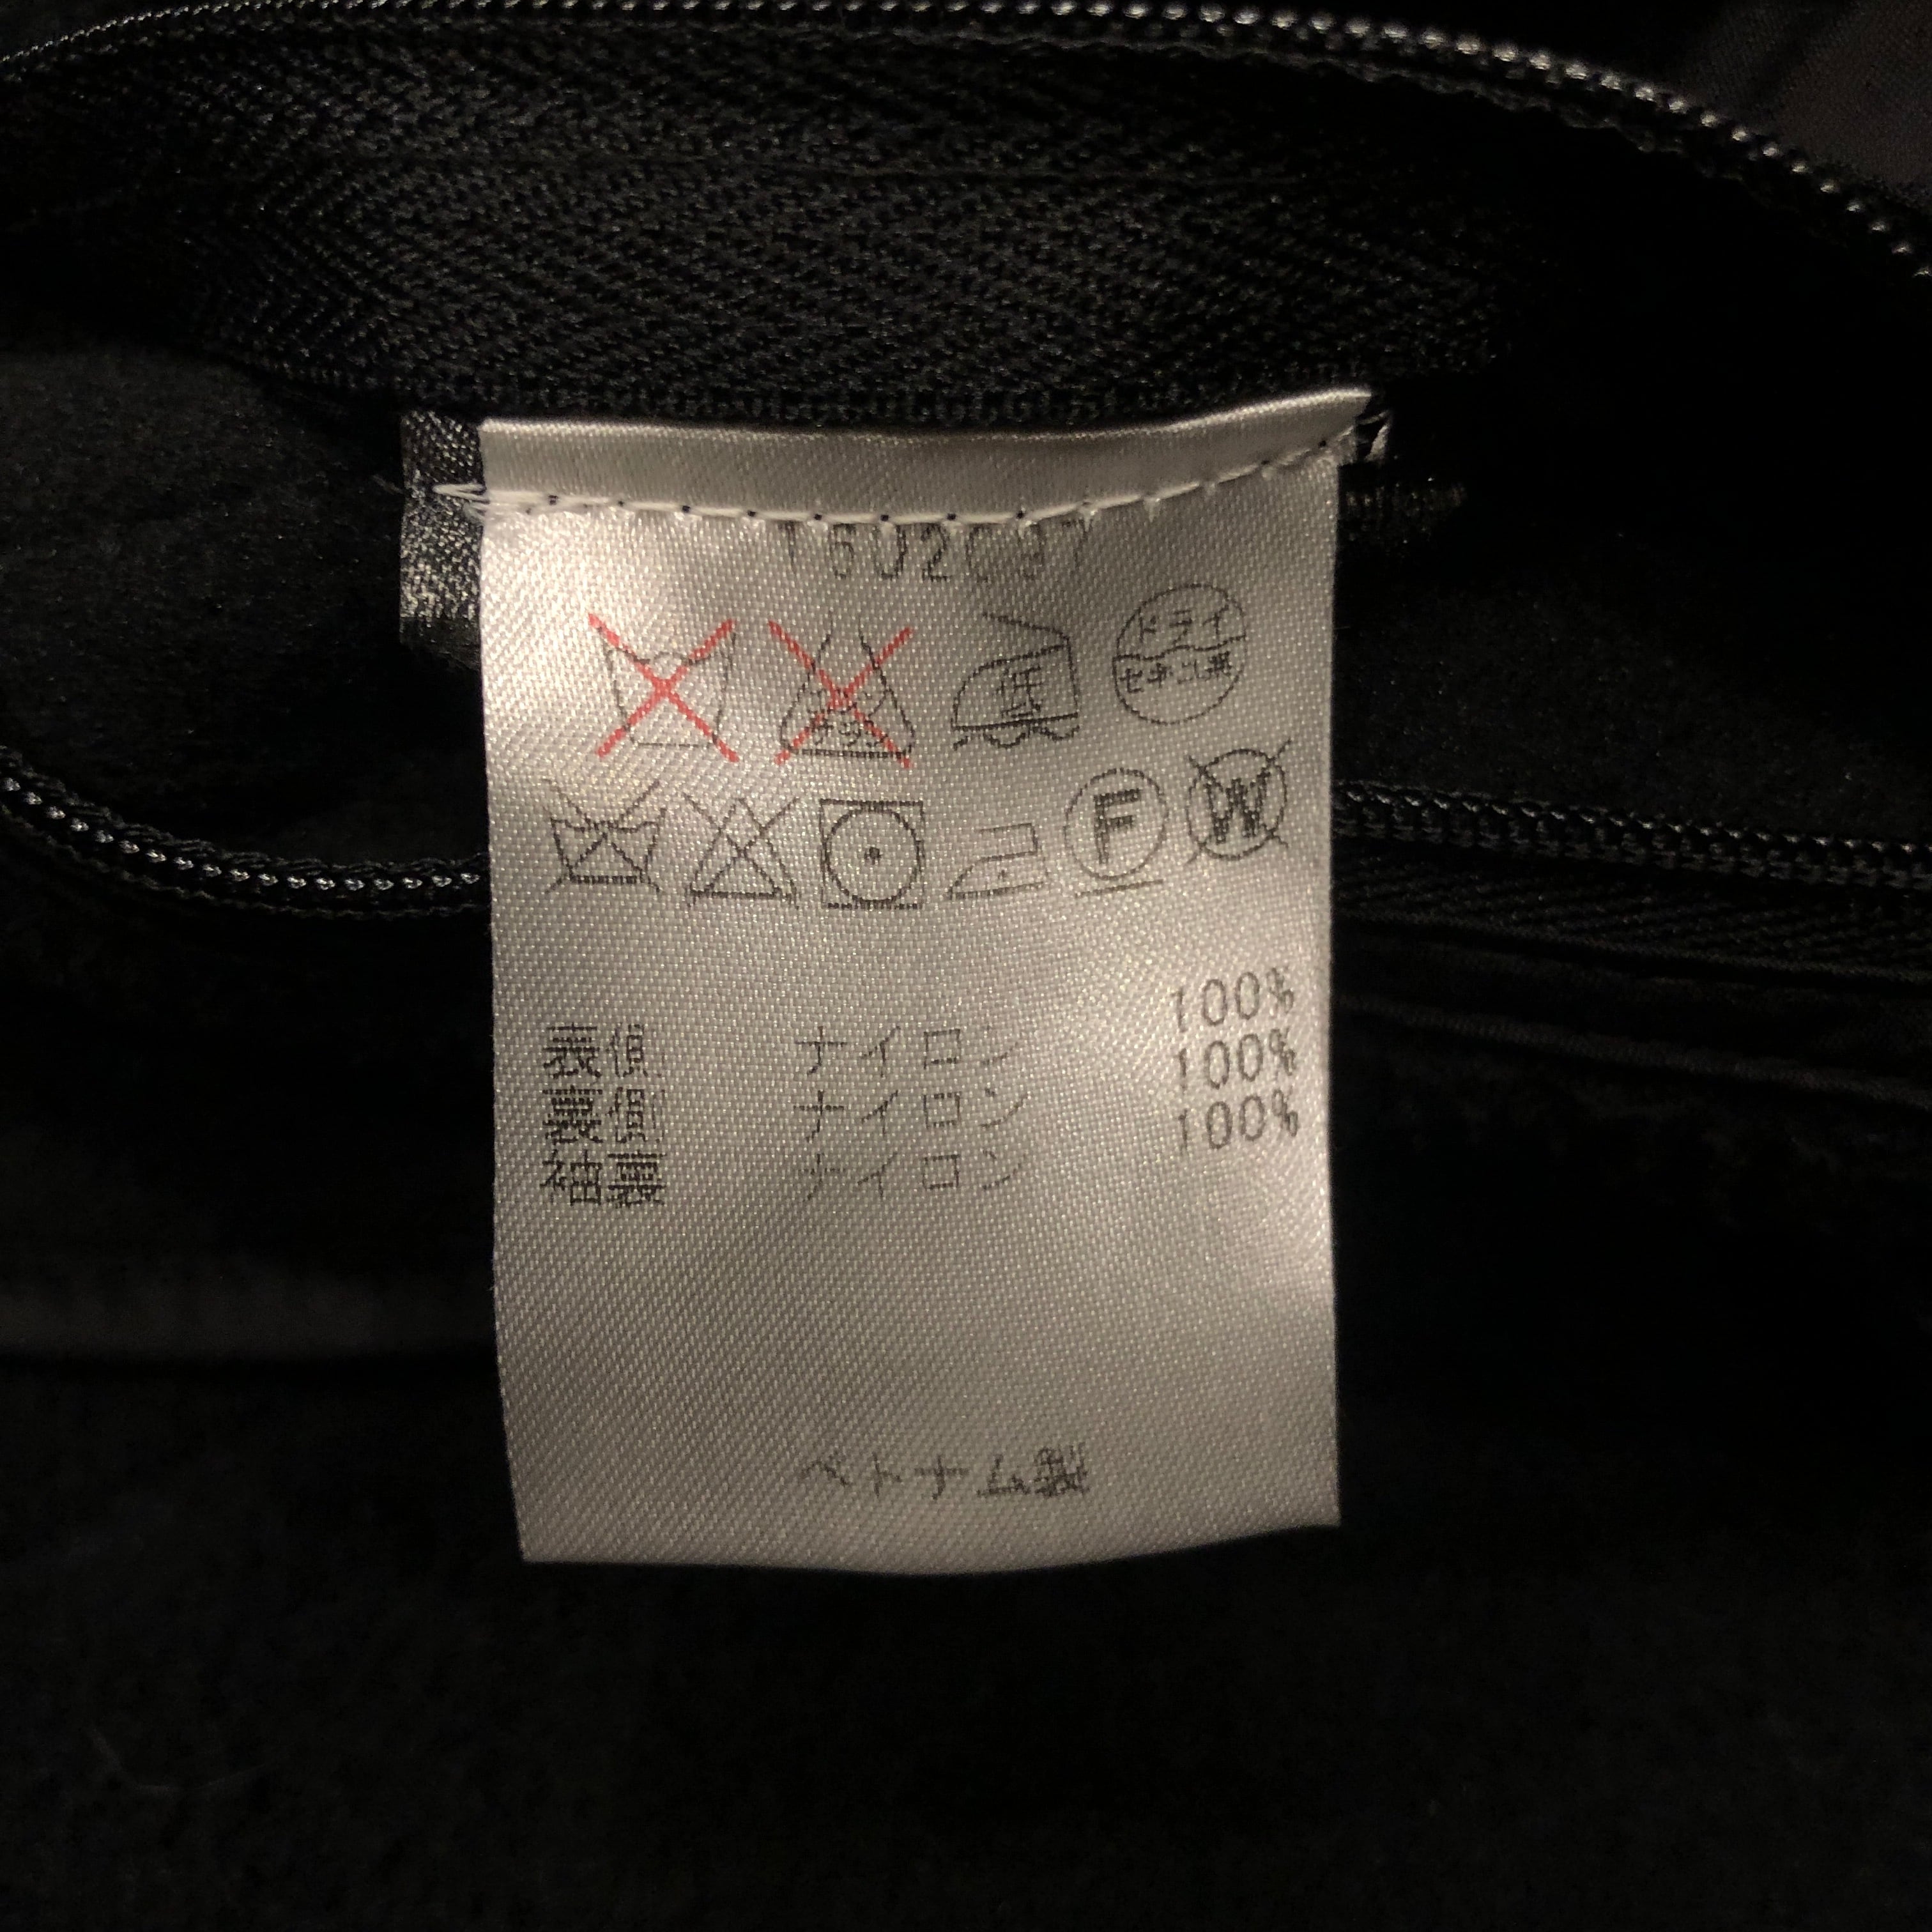 低
ドライ
セキユ系
F W
100%
表側 ナイロン 100%
裏側 ナイロン 100%
袖裏 ナイロン
ベトナム製